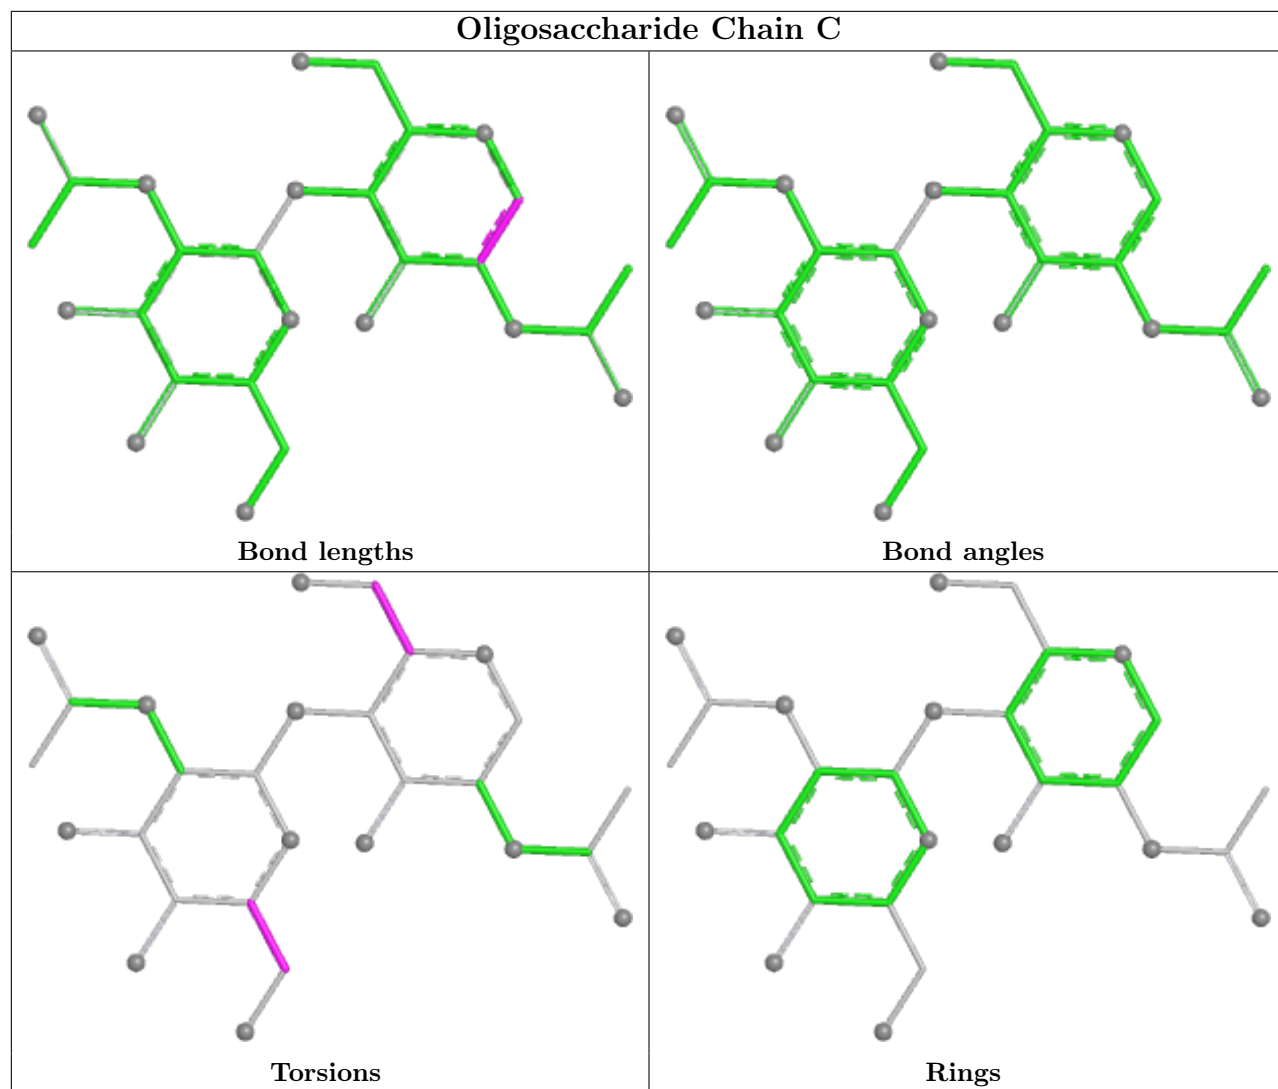 Oligosaccharide Chain C
Bond lengths
Bond angles
Torsions
Rings